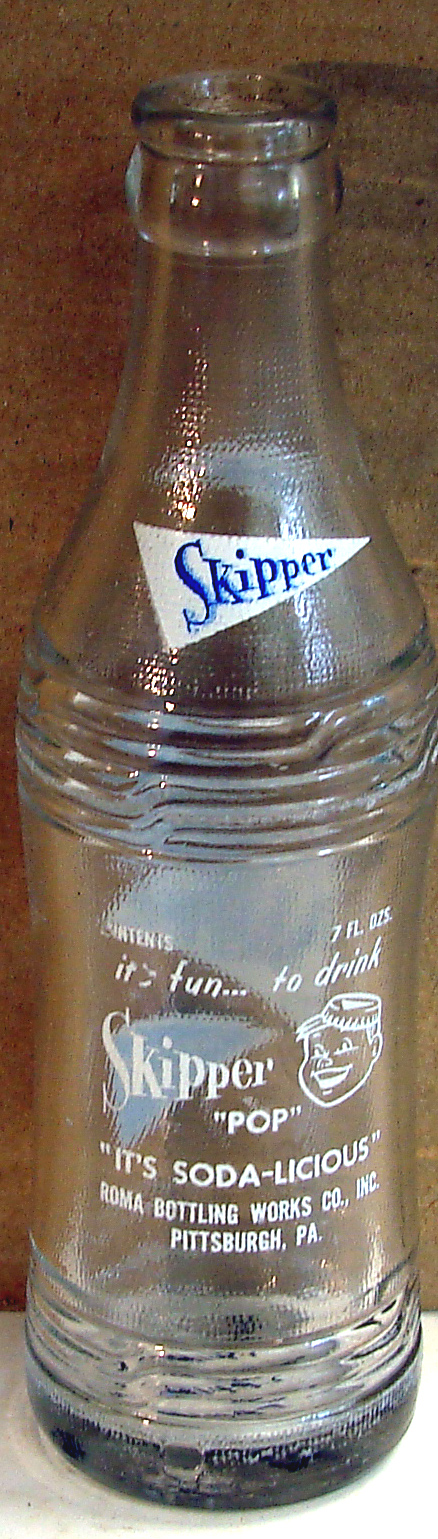 Skipper
CONTENTS 7 FL. OZS.
it's fun... to drink
Skipper
"POP"
"IT'S SODA-LICIOUS"
ROMA BOTTLING WORKS CO., INC.
PITTSBURGH, PA.